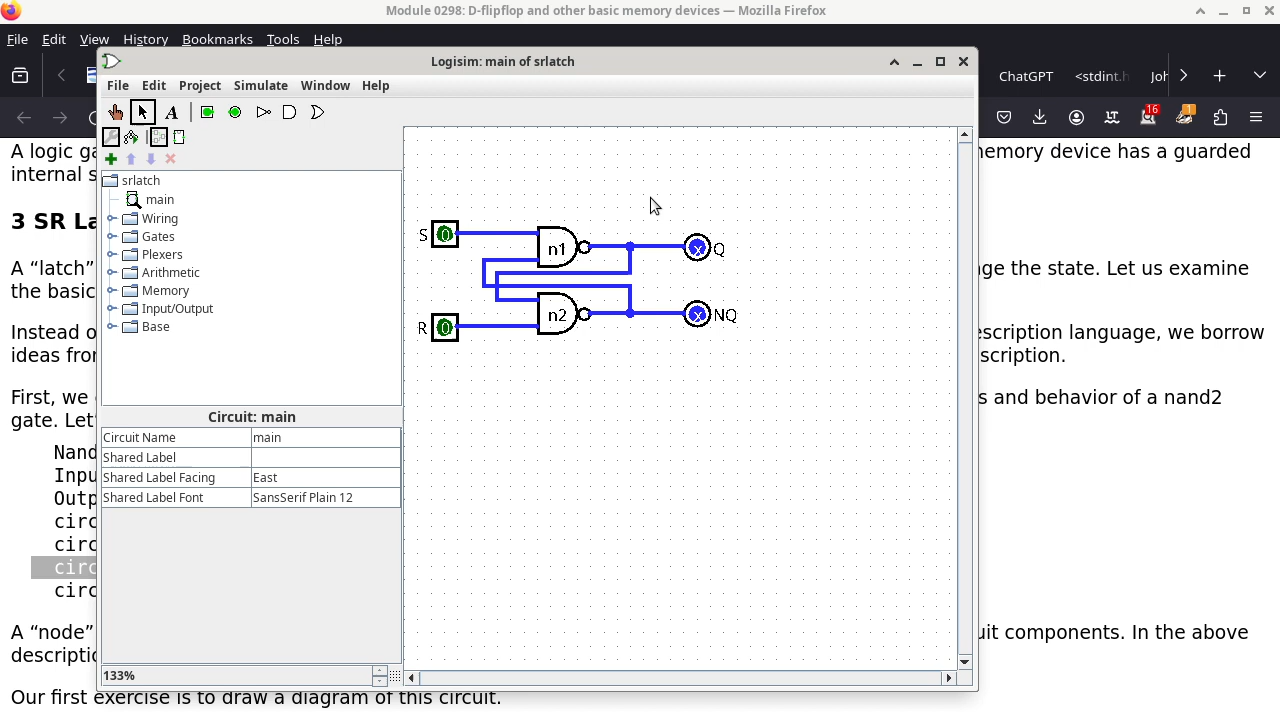 Module 0298: D-flipflop and other basic memory devices — Mozilla Firefox
File Edit View History Bookmarks Tools Help
Logisim: main of srlatch
ChatGPT <stdint.h Joh
16 1
File Edit Project Simulate Window Help
A
A logic ga
memory device has a guarded
internal s
srlatch
main
Wiring
Gates
Plexers
Arithmetic
Memory
Input/Output
Base
3 SR La
S 0 n1 x Q
R 0 n2 x NQ
A “latch”
nge the state. Let us examine
the basic
Instead o
escription language, we borrow
ideas from
scription.
First, we
s and behavior of a nand2
gate. Let
Circuit: main
Circuit Name main
Shared Label
Shared Label Facing East
Shared Label Font SansSerif Plain 12
Nand
Inpu
Outp
circ
circ
circ
circ
A “node”
uit components. In the above
descriptio
133%
Our first exercise is to draw a diagram of this circuit.